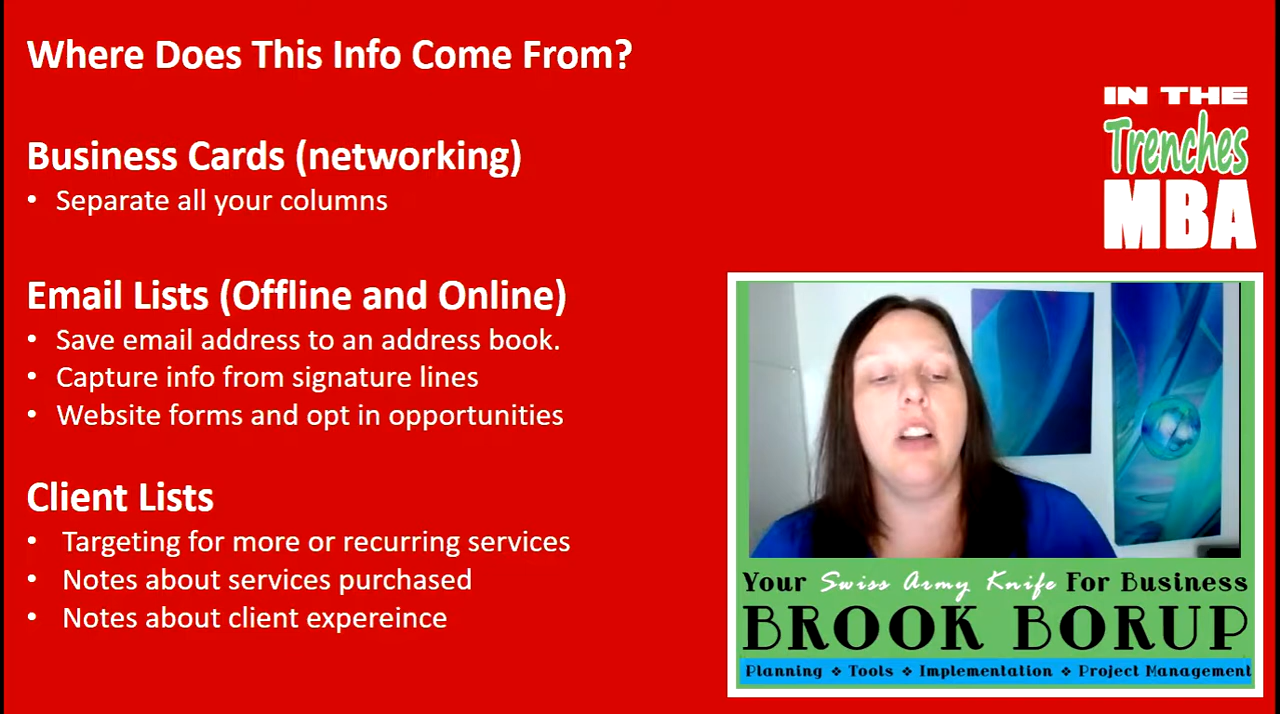 Where Does This Info Come From?
Business Cards (networking)
• Separate all your columns
Email Lists (Offline and Online)
• Save email address to an address book.
• Capture info from signature lines
• Website forms and opt in opportunities
Client Lists
• Targeting for more or recurring services
• Notes about services purchased
• Notes about client expereince
IN THE
Trenches
MBA
Your Swiss Army Knife For Business
BROOK BORUP
Planning ❖ Tools ❖ Implementation ❖ Project Management